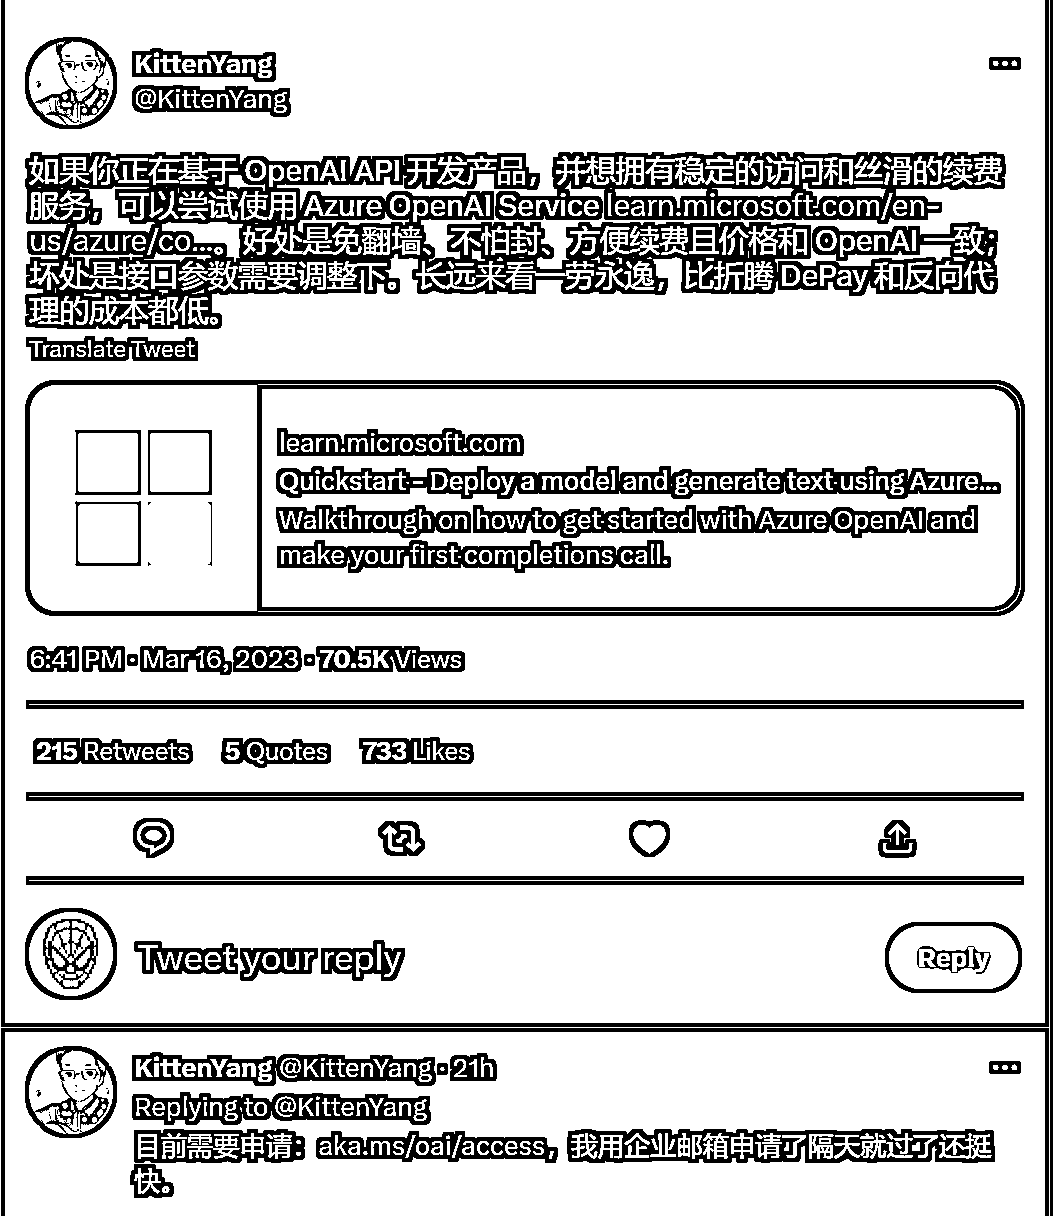 KittenYang
@KittenYang
如果你正在基于 OpenAI API 开发产品，并想拥有稳定的访问和丝滑的续费
服务，可以尝试使用 Azure OpenAI Service learn.microsoft.com/en-
us/azure/co...。好处是免翻墙、不怕封、方便续费且价格和 OpenAI 一致；
坏处是接口参数需要调整下。长远来看一劳永逸，比折腾 DePay 和反向代
理的成本都低。
Translate Tweet
learn.microsoft.com
Quickstart - Deploy a model and generate text using Azure...
Walkthrough on how to get started with Azure OpenAI and
make your first completions call.
6:41 PM · Mar 16, 2023 · 70.5K Views
215 Retweets 5 Quotes 733 Likes
Tweet your reply
Reply
KittenYang @KittenYang · 21h
Replying to @KittenYang
目前需要申请：aka.ms/oai/access，我用企业邮箱申请了隔天就过了还挺
快。